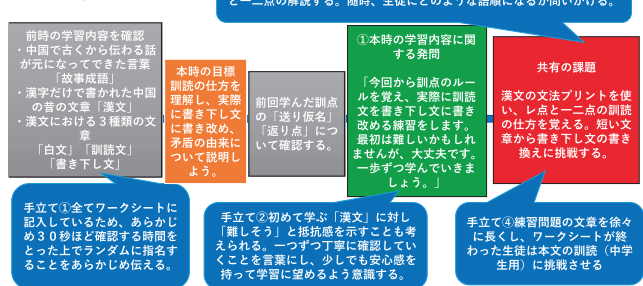 と一二点の解説する。随時、生徒にどのような語順になるか問いかける。
前時の学習内容を確認
・中国で古くから伝わる話
が元になってできた言葉
「故事成語」
・漢字だけで書かれた中国
の昔の文章「漢文」
・漢文における３種類の文
章
「白文」「訓読文」
「書き下し文」
本時の目標
訓読の仕方を
理解し、実際
に書き下し文
に書き改め、
矛盾の由来に
ついて説明し
よう。
前回学んだ訓点
の「送り仮名」
「返り点」につ
いて確認する。
①本時の学習内容に関
する発問
「今回から訓点のルー
ルを覚え、実際に訓読
文を書き下し文に書き
改める練習をします。
最初は難しいかもしれ
ませんが、大丈夫です。
一歩ずつ学んでいきま
しょう。」
共有の課題
漢文の文法プリントを使
い、レ点と一二点の訓読
の仕方を覚える。短い文
章から書き下し文の書き
換えに挑戦する。
手立て①全てワークシートに
記入しているため、あらかじ
め３０秒ほど確認する時間を
とった上でランダムに指名す
ることをあらかじめ伝える。
手立て②初めて学ぶ「漢文」に対し
「難しそう」と抵抗感を示すことも考
えられる。一つずつ丁寧に確認してい
くことを言葉にし、少しでも安心感を
持って学習に望めるよう意識する。
手立て④練習問題の文章を徐々
に長くし、ワークシートが終
わった生徒は本文の訓読（中学
生用）に挑戦させる